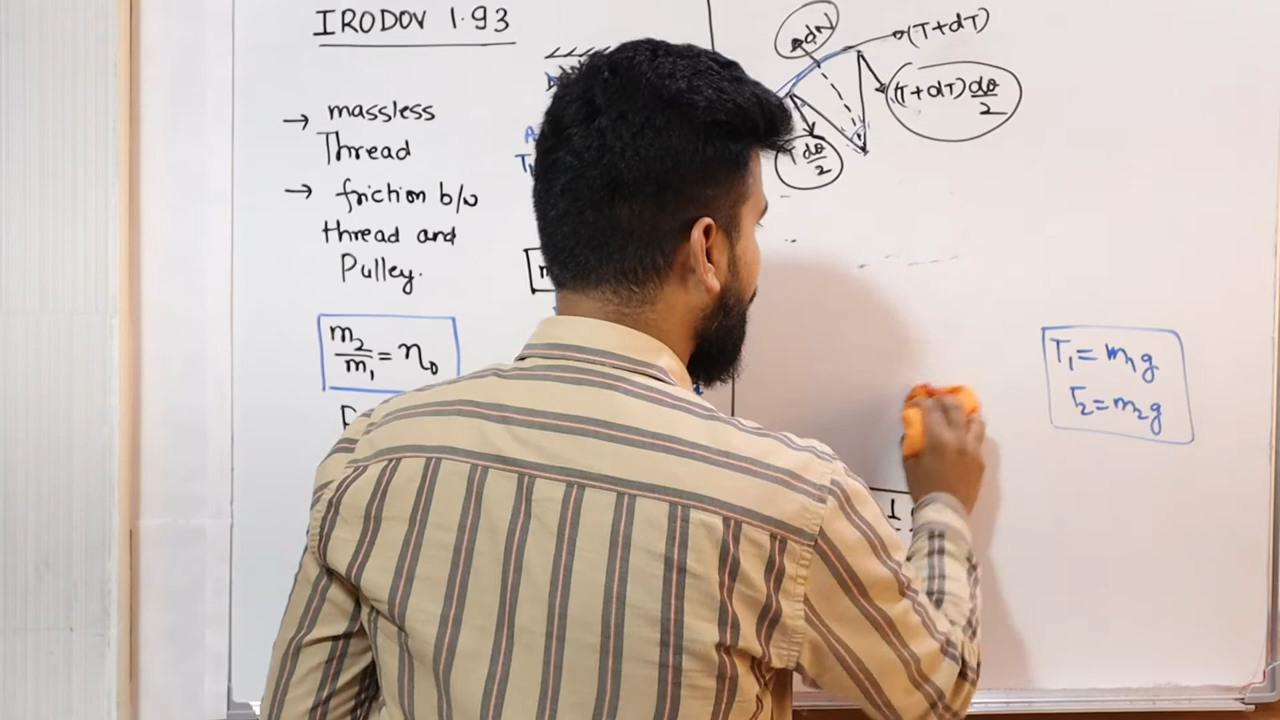 IRODOV 1.93
→ massless
Thread
→ friction b/w
thread and
Pulley.
m2/m1 = η0
dN
(T+dT)
(T+dT) dθ/2
T dθ/2
T1 = m1g
T2 = m2g